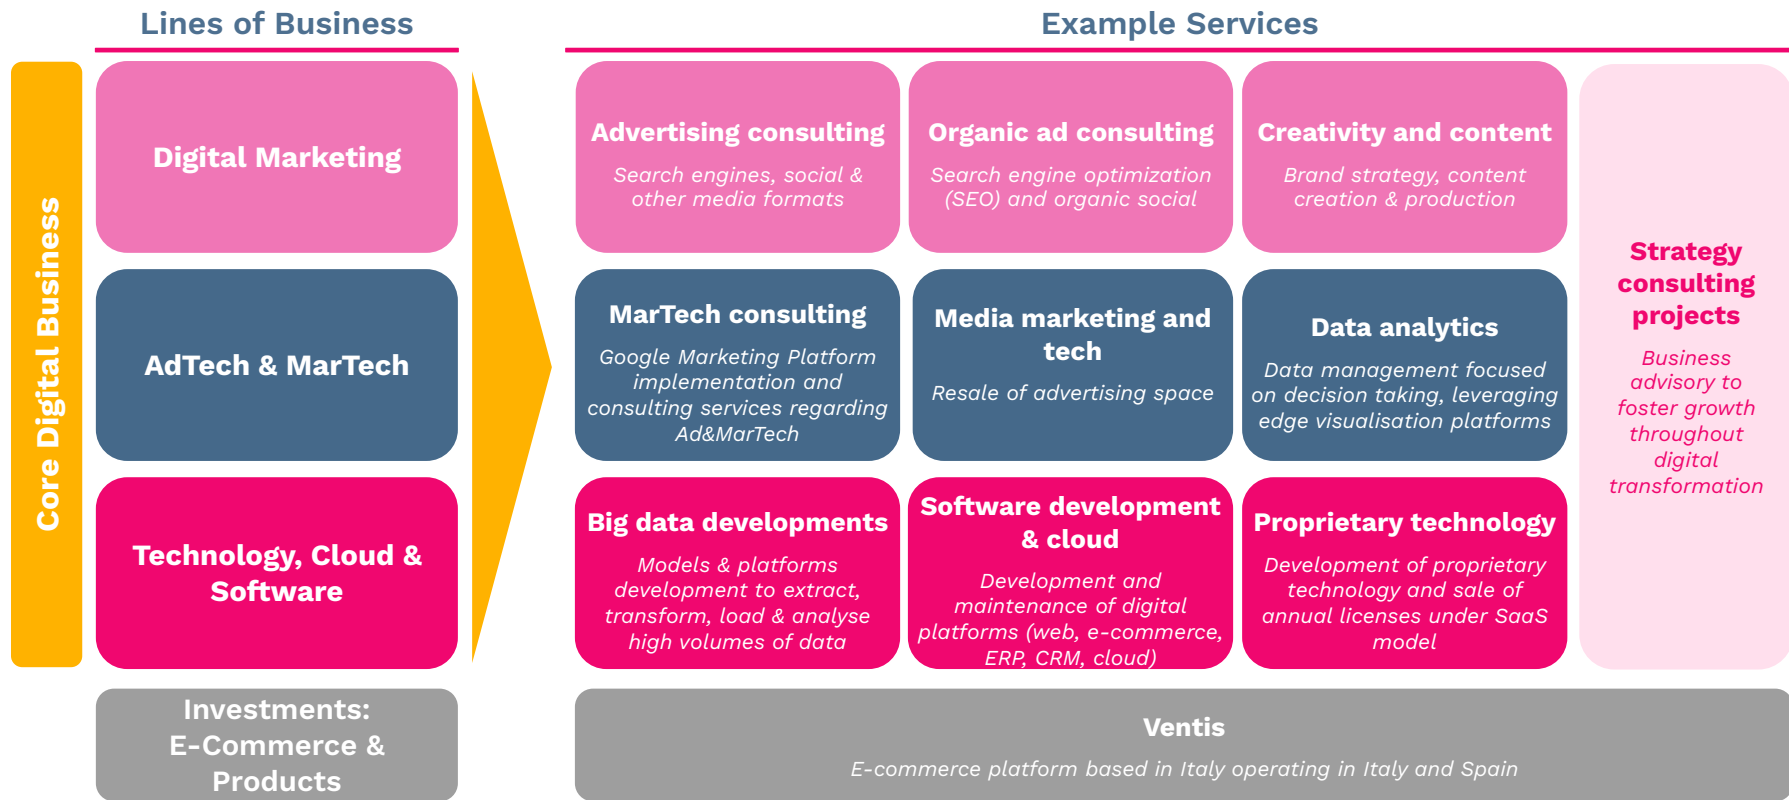 Lines of Business
Example Services
Core Digital Business
Digital Marketing
Advertising consulting
Search engines, social &
other media formats
Organic ad consulting
Search engine optimization
(SEO) and organic social
Creativity and content
Brand strategy, content
creation & production
AdTech & MarTech
MarTech consulting
Google Marketing Platform
implementation and
consulting services regarding
Ad&MarTech
Media marketing and
tech
Resale of advertising space
Data analytics
Data management focused
on decision taking, leveraging
edge visualisation platforms
Technology, Cloud &
Software
Big data developments
Models & platforms
development to extract,
transform, load & analyse
high volumes of data
Software development
& cloud
Development and
maintenance of digital
platforms (web, e-commerce,
ERP, CRM, cloud)
Proprietary technology
Development of proprietary
technology and sale of
annual licenses under SaaS
model
Strategy
consulting
projects
Business
advisory to
foster growth
throughout
digital
transformation
Investments:
E-Commerce &
Products
Ventis
E-commerce platform based in Italy operating in Italy and Spain